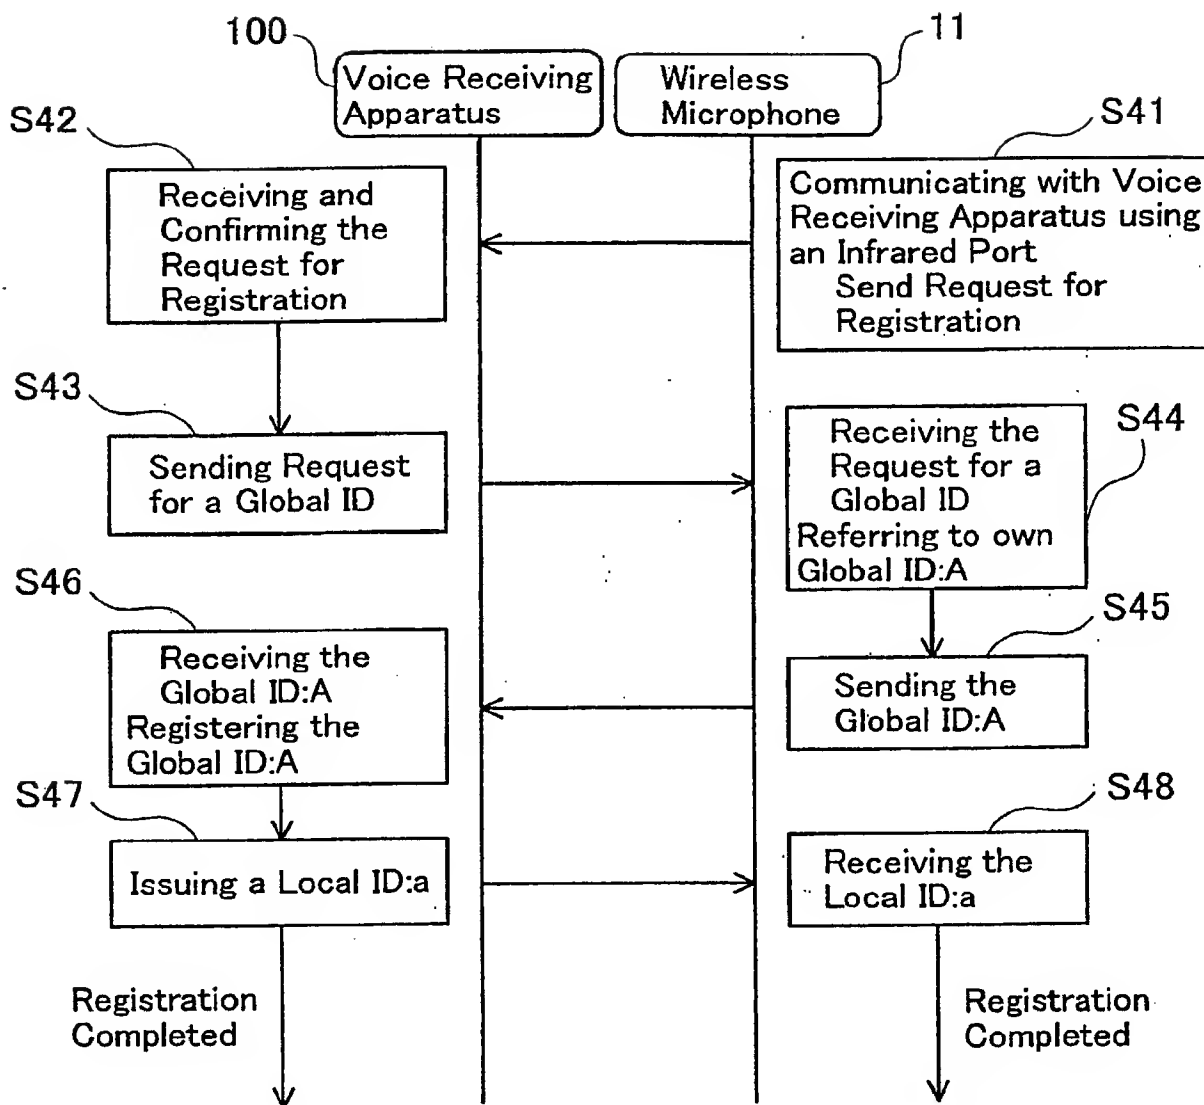 100
11
Voice Receiving
Apparatus
Wireless
Microphone
S42
S41
Receiving and
Confirming the
Request for
Registration
Communicating with Voice
Receiving Apparatus using
an Infrared Port
Send Request for
Registration
S43
Sending Request
for a Global ID
S44
Receiving the
Request for a
Global ID
Referring to own
Global ID:A
S46
S45
Receiving the
Global ID:A
Registering the
Global ID:A
Sending the
Global ID:A
S47
S48
Issuing a Local ID:a
Receiving the
Local ID:a
Registration
Completed
Registration
Completed